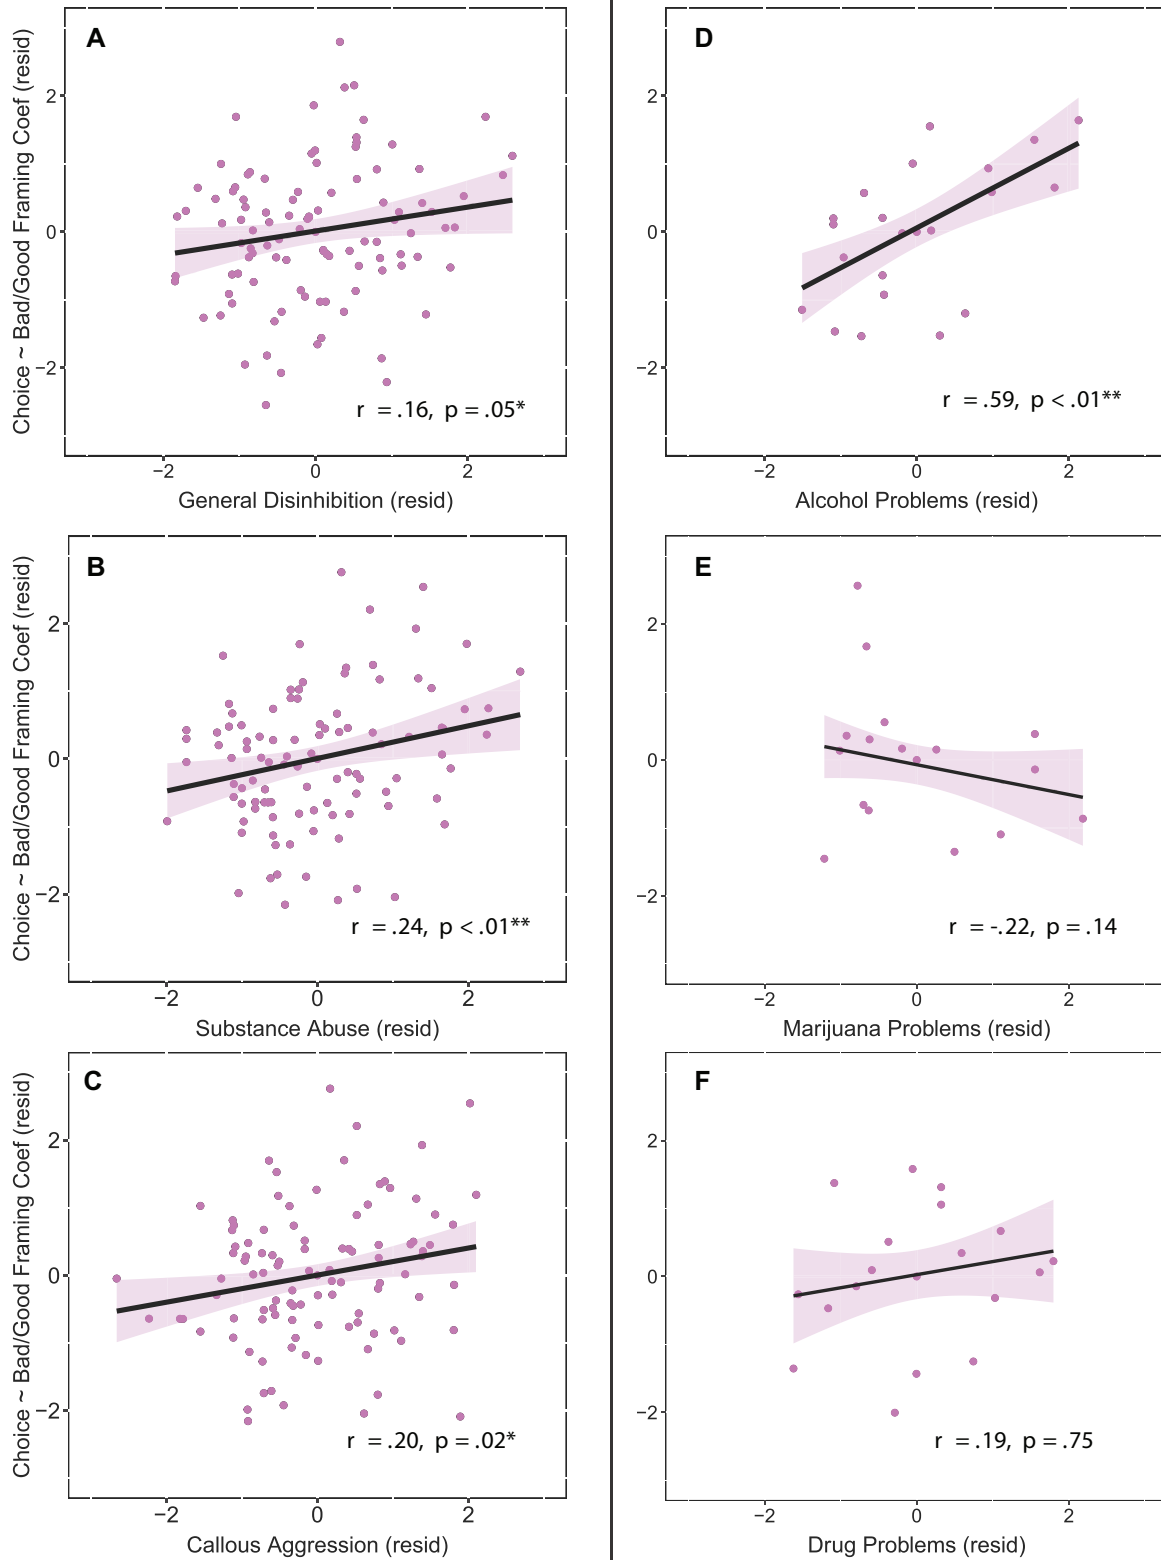 A
Choice ~ Bad/Good Framing Coef (resid)
2
0
−2
r = .16, p = .05*
−2 0 2
General Disinhibition (resid)
B
Choice ~ Bad/Good Framing Coef (resid)
2
0
−2
r = .24, p < .01**
−2 0 2
Substance Abuse (resid)
C
Choice ~ Bad/Good Framing Coef (resid)
2
0
−2
r = .20, p = .02*
−2 0 2
Callous Aggression (resid)
D
2
0
−2
r = .59, p < .01**
−2 0 2
Alcohol Problems (resid)
E
2
0
−2
r = -.22, p = .14
−2 0 2
Marijuana Problems (resid)
F
2
0
−2
r = .19, p = .75
−2 0 2
Drug Problems (resid)